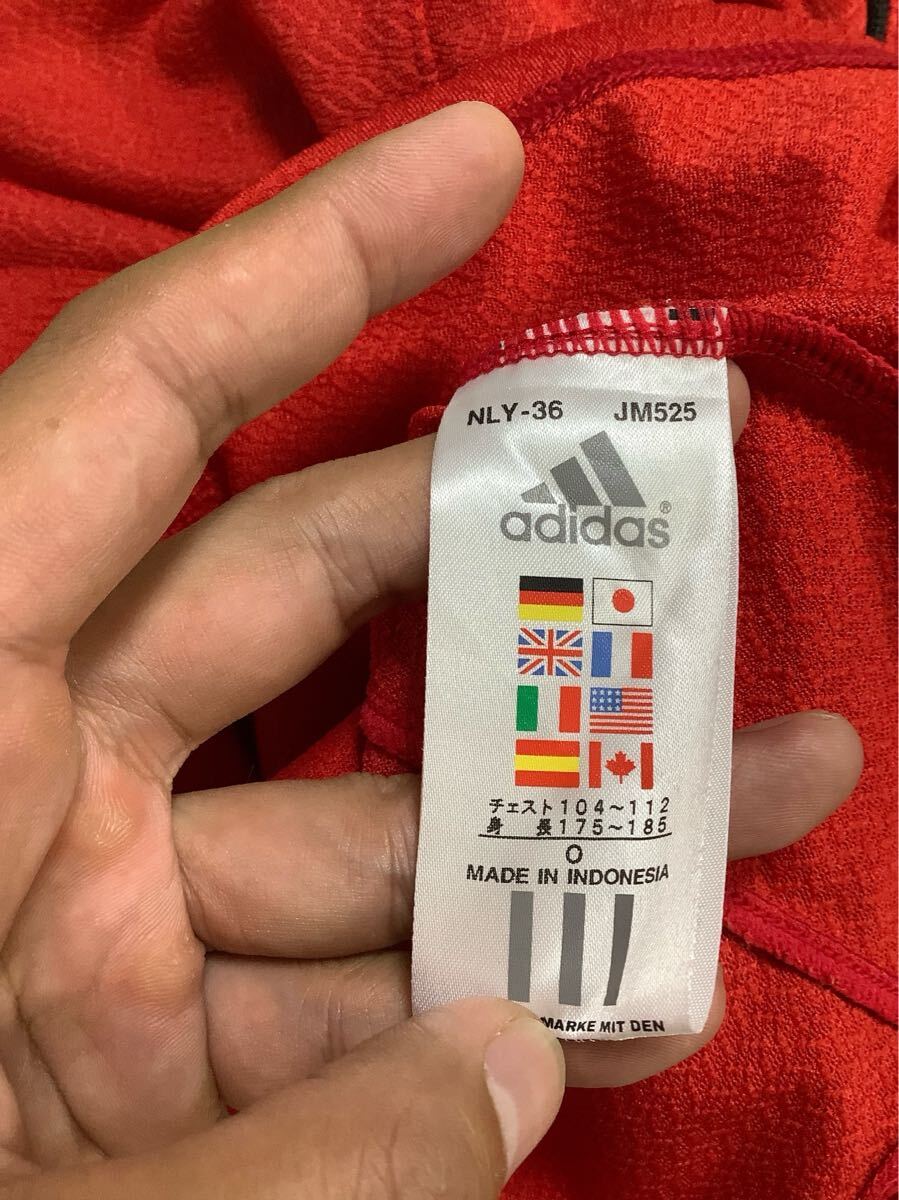 NLY-36 JM525
adidas®
チェスト104～112
身 長175～185
O
MADE IN INDONESIA
MARKE MIT DEN